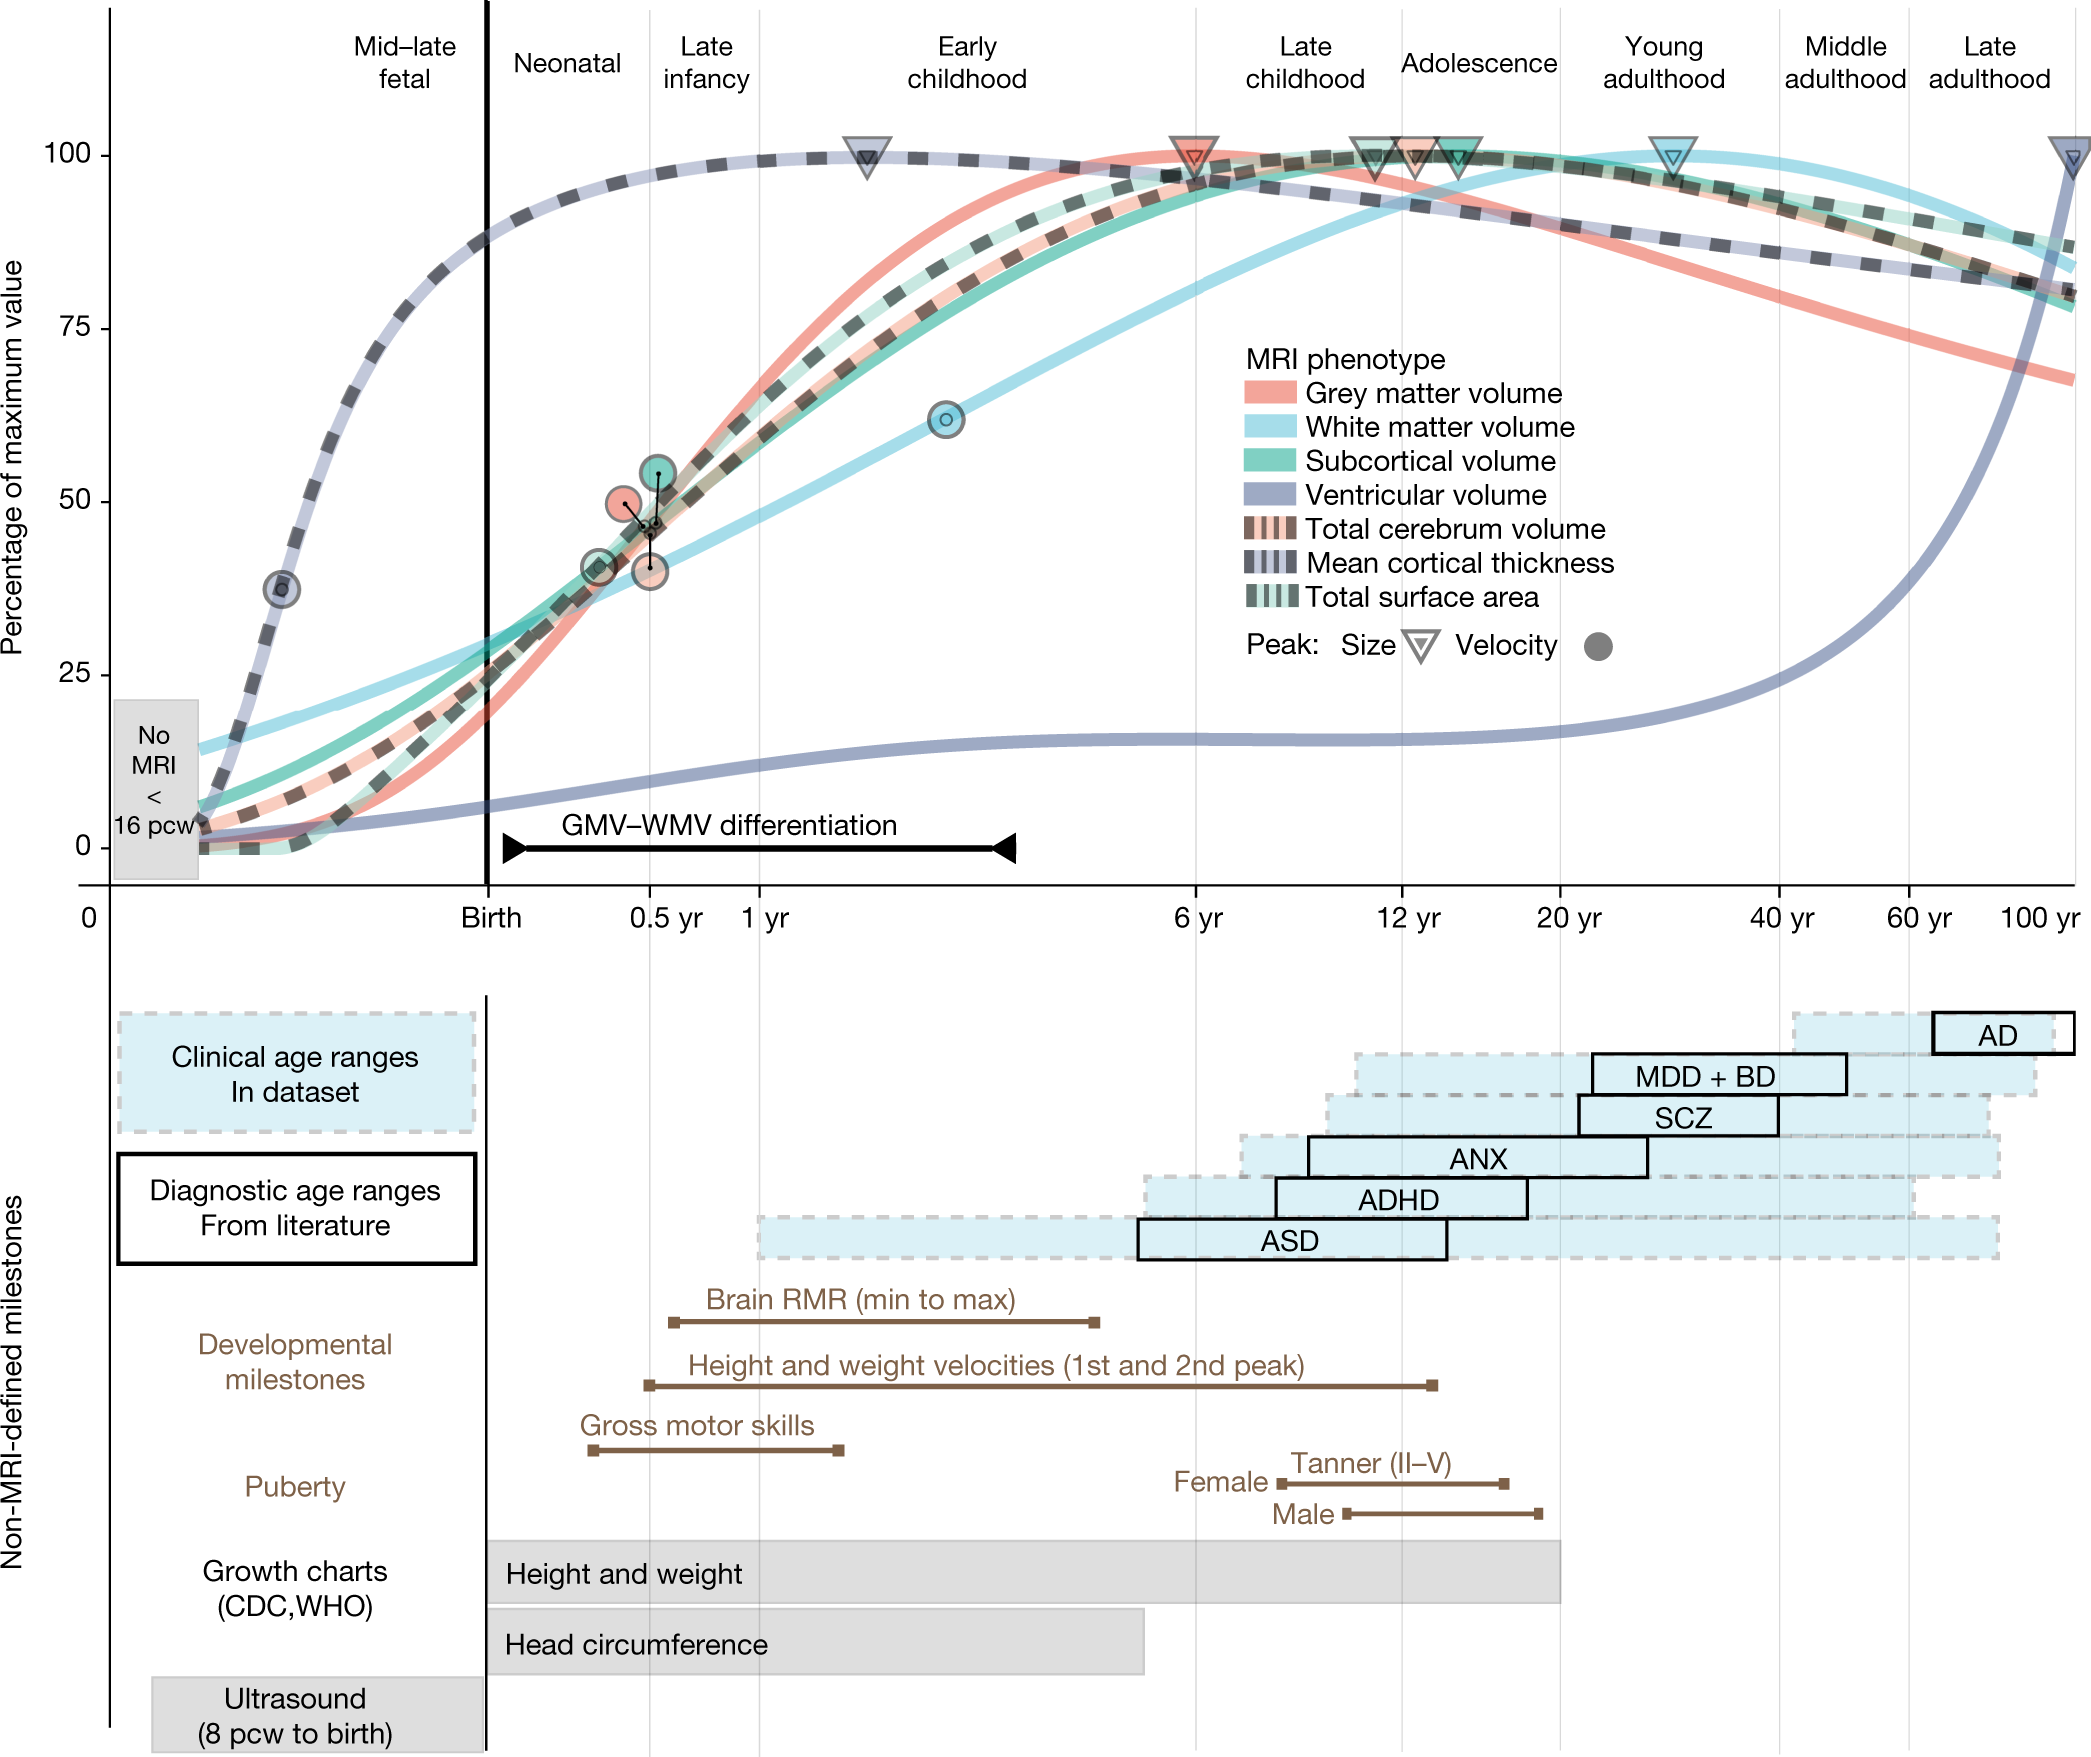 Mid–late
fetal
Neonatal
Late
infancy
Early
childhood
Late
childhood
Adolescence
Young
adulthood
Middle
adulthood
Late
adulthood
Percentage of maximum value
100
75
50
25
0
No
MRI
<
16 pcw
MRI phenotype
Grey matter volume
White matter volume
Subcortical volume
Ventricular volume
Total cerebrum volume
Mean cortical thickness
Total surface area
Peak: Size Velocity
GMV–WMV differentiation
0 Birth 0.5 yr 1 yr 6 yr 12 yr 20 yr 40 yr 60 yr 100 yr
Non-MRI-defined milestones
Clinical age ranges
In dataset
Diagnostic age ranges
From literature
AD
MDD + BD
SCZ
ANX
ADHD
ASD
Developmental
milestones
Brain RMR (min to max)
Height and weight velocities (1st and 2nd peak)
Gross motor skills
Puberty
Tanner (II–V)
Female
Male
Growth charts
(CDC,WHO)
Height and weight
Head circumference
Ultrasound
(8 pcw to birth)